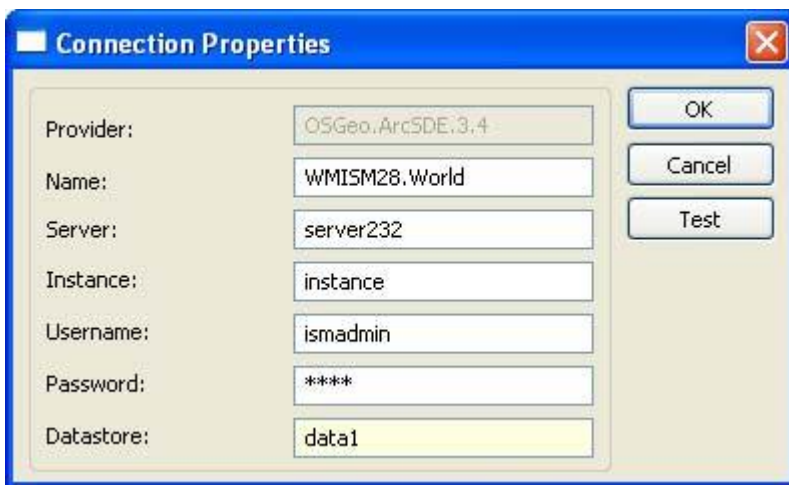 Connection Properties
Provider: OSGeo.ArcSDE.3.4 OK
Name: WMISM28.World Cancel
Server: server232 Test
Instance: instance
Username: ismadmin
Password: ****
Datastore: data1